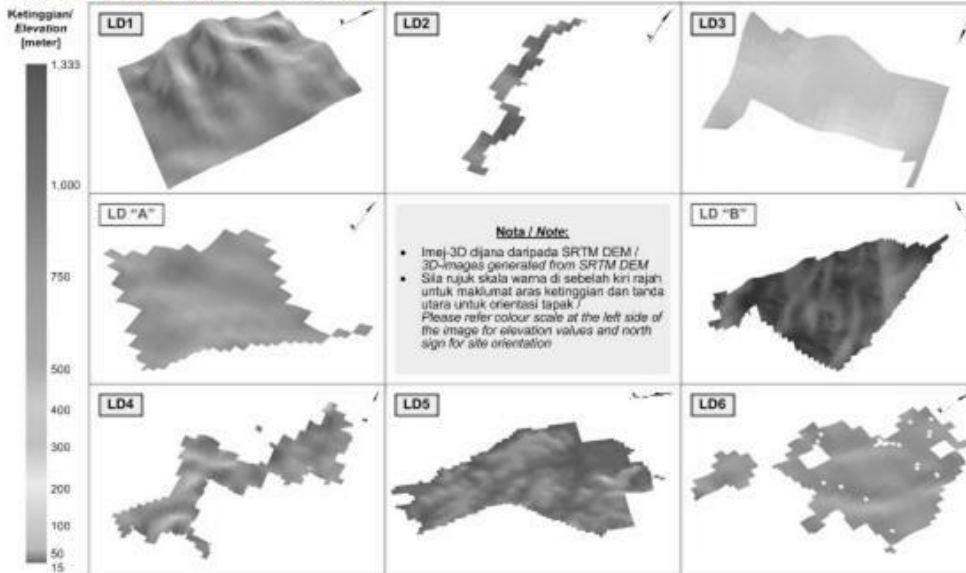 Ketinggian/
Elevation
[meter]
1,333
1,000
750
500
400
300
200
100
50
15
LD1
LD2
LD3
LD "A"
Nota / Note:
• Imej-3D dijana daripada SRTM DEM /
3D-images generated from SRTM DEM
• Sila rujuk skala warna di sebelah kiri rajah
untuk maklumat aras ketinggian dan tanda
utara untuk orientasi tapak /
Please refer colour scale at the left side of
the image for elevation values and north
sign for site orientation
LD "B"
LD4
LD5
LD6